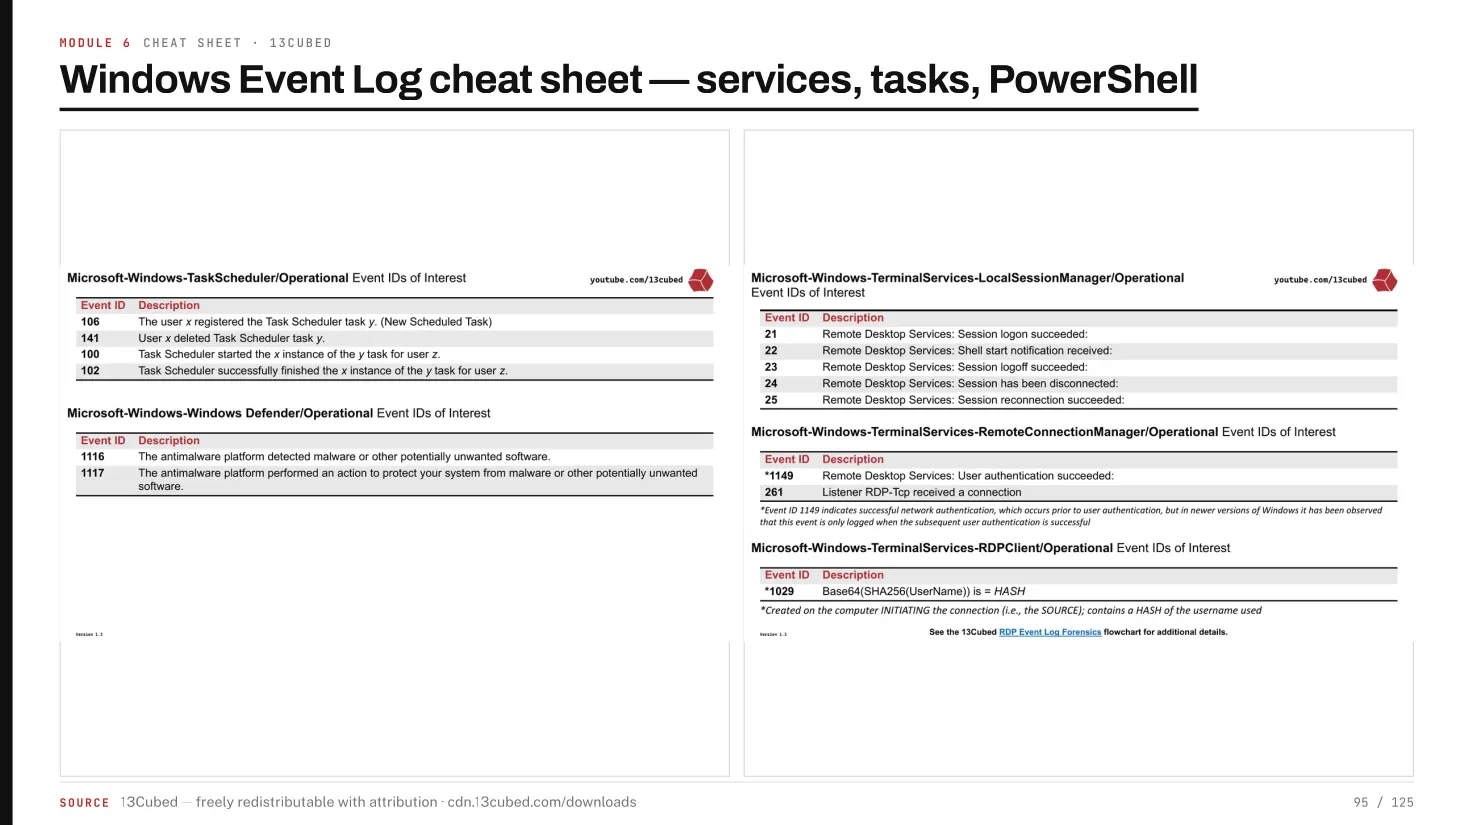 MODULE 6 CHEAT SHEET · 13CUBED
Windows Event Log cheat sheet — services, tasks, PowerShell
Microsoft-Windows-TaskScheduler/Operational Event IDs of Interest
youtube.com/13cubed
Event ID Description
106 The user x registered the Task Scheduler task y. (New Scheduled Task)
141 User x deleted Task Scheduler task y.
100 Task Scheduler started the x instance of the y task for user z.
102 Task Scheduler successfully finished the x instance of the y task for user z.
Microsoft-Windows-Windows Defender/Operational Event IDs of Interest
Event ID Description
1116 The antimalware platform detected malware or other potentially unwanted software.
1117 The antimalware platform performed an action to protect your system from malware or other potentially unwanted
software.
Version 1.3
Microsoft-Windows-TerminalServices-LocalSessionManager/Operational
Event IDs of Interest
youtube.com/13cubed
Event ID Description
21 Remote Desktop Services: Session logon succeeded:
22 Remote Desktop Services: Shell start notification received:
23 Remote Desktop Services: Session logoff succeeded:
24 Remote Desktop Services: Session has been disconnected:
25 Remote Desktop Services: Session reconnection succeeded:
Microsoft-Windows-TerminalServices-RemoteConnectionManager/Operational Event IDs of Interest
Event ID Description
*1149 Remote Desktop Services: User authentication succeeded:
261 Listener RDP-Tcp received a connection
*Event ID 1149 indicates successful network authentication, which occurs prior to user authentication, but in newer versions of Windows it has been observed
that this event is only logged when the subsequent user authentication is successful
Microsoft-Windows-TerminalServices-RDPClient/Operational Event IDs of Interest
Event ID Description
*1029 Base64(SHA256(UserName)) is = HASH
*Created on the computer INITIATING the connection (i.e., the SOURCE); contains a HASH of the username used
Version 1.3
See the 13Cubed RDP Event Log Forensics flowchart for additional details.
SOURCE 13Cubed — freely redistributable with attribution · cdn.13cubed.com/downloads
95 / 125